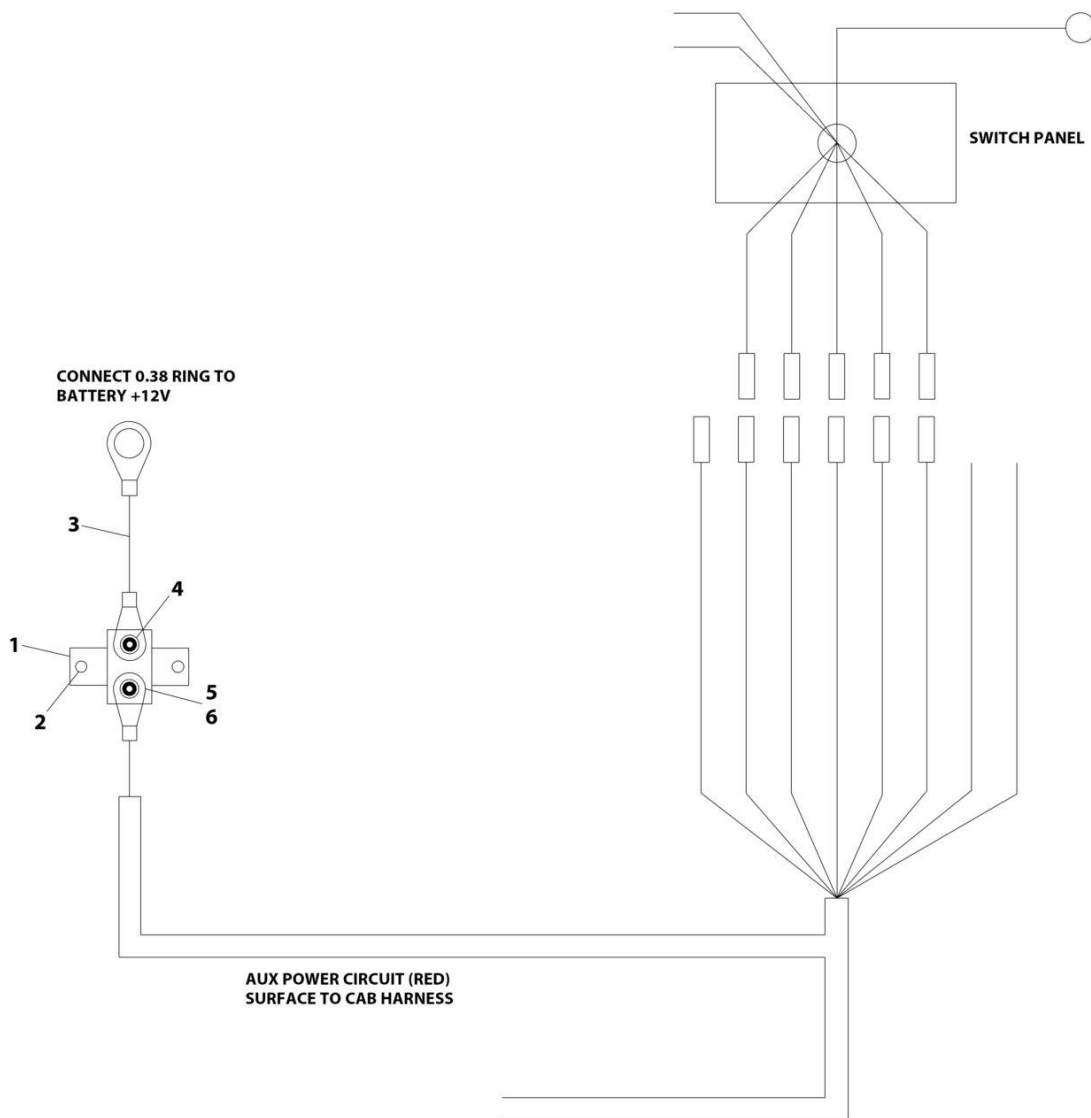 SWITCH PANEL
CONNECT 0.38 RING TO
BATTERY +12V
3
4
1
5
2
6
AUX POWER CIRCUIT (RED)
SURFACE TO CAB HARNESS